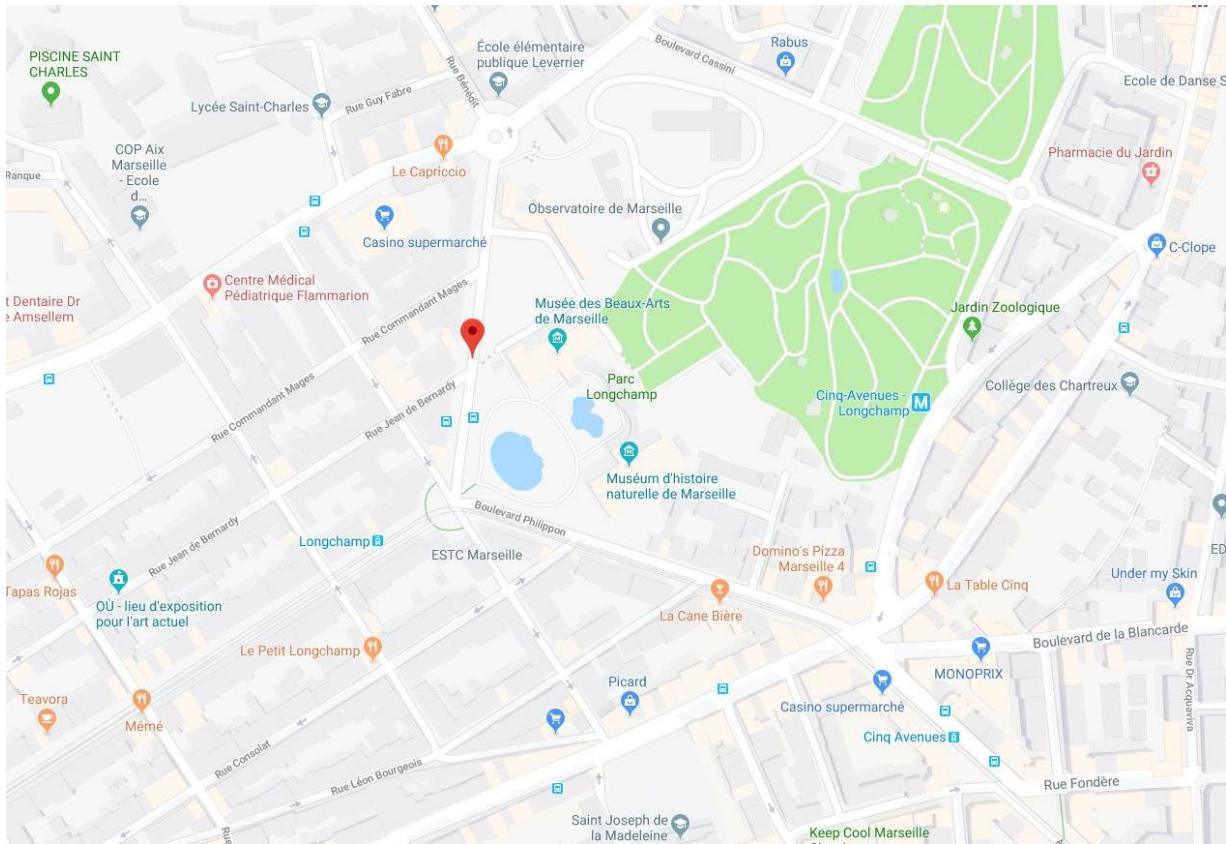 PISCINE SAINT
CHARLES
École élémentaire
publique Leverrier
Rue Bénédit
Boulevard Cassini
Rabus
Ecole de Danse S
Lycée Saint-Charles
Rue Guy Fabre
COP Aix
Marseille
- Ecole
d...
Ranque
Le Capriccio
Pharmacie du Jardin
Observatoire de Marseille
Casino supermarché
C-Clope
Centre Médical
Pédiatrique Flammarion
t Dentaire Dr
e Amsellem
Rue Commandant Mages
Musée des Beaux-Arts
de Marseille
Jardin Zoologique
Parc
Longchamp
Collège des Chartreux
Cinq-Avenues -
Longchamp
M
Rue Commandant Mages
Rue Jean de Bernardy
Muséum d'histoire
naturelle de Marseille
Boulevard Philippon
Rue Jean de Bernardy
Longchamp
ESTC Marseille
Domino's Pizza
Marseille 4
ED
Tapas Rojas
OÙ - lieu d'exposition
pour l'art actuel
La Table Cinq
Under my Skin
La Cane Bière
Boulevard de la Blancarde
Le Petit Longchamp
MONOPRIX
Rue Dr Acquaviva
Teavora
Mémé
Picard
Casino supermarché
Cinq Avenues
Rue Consolat
Rue Léon Bourgeois
Rue Fondère
Saint Joseph de
la Madeleine
Keep Cool Marseille